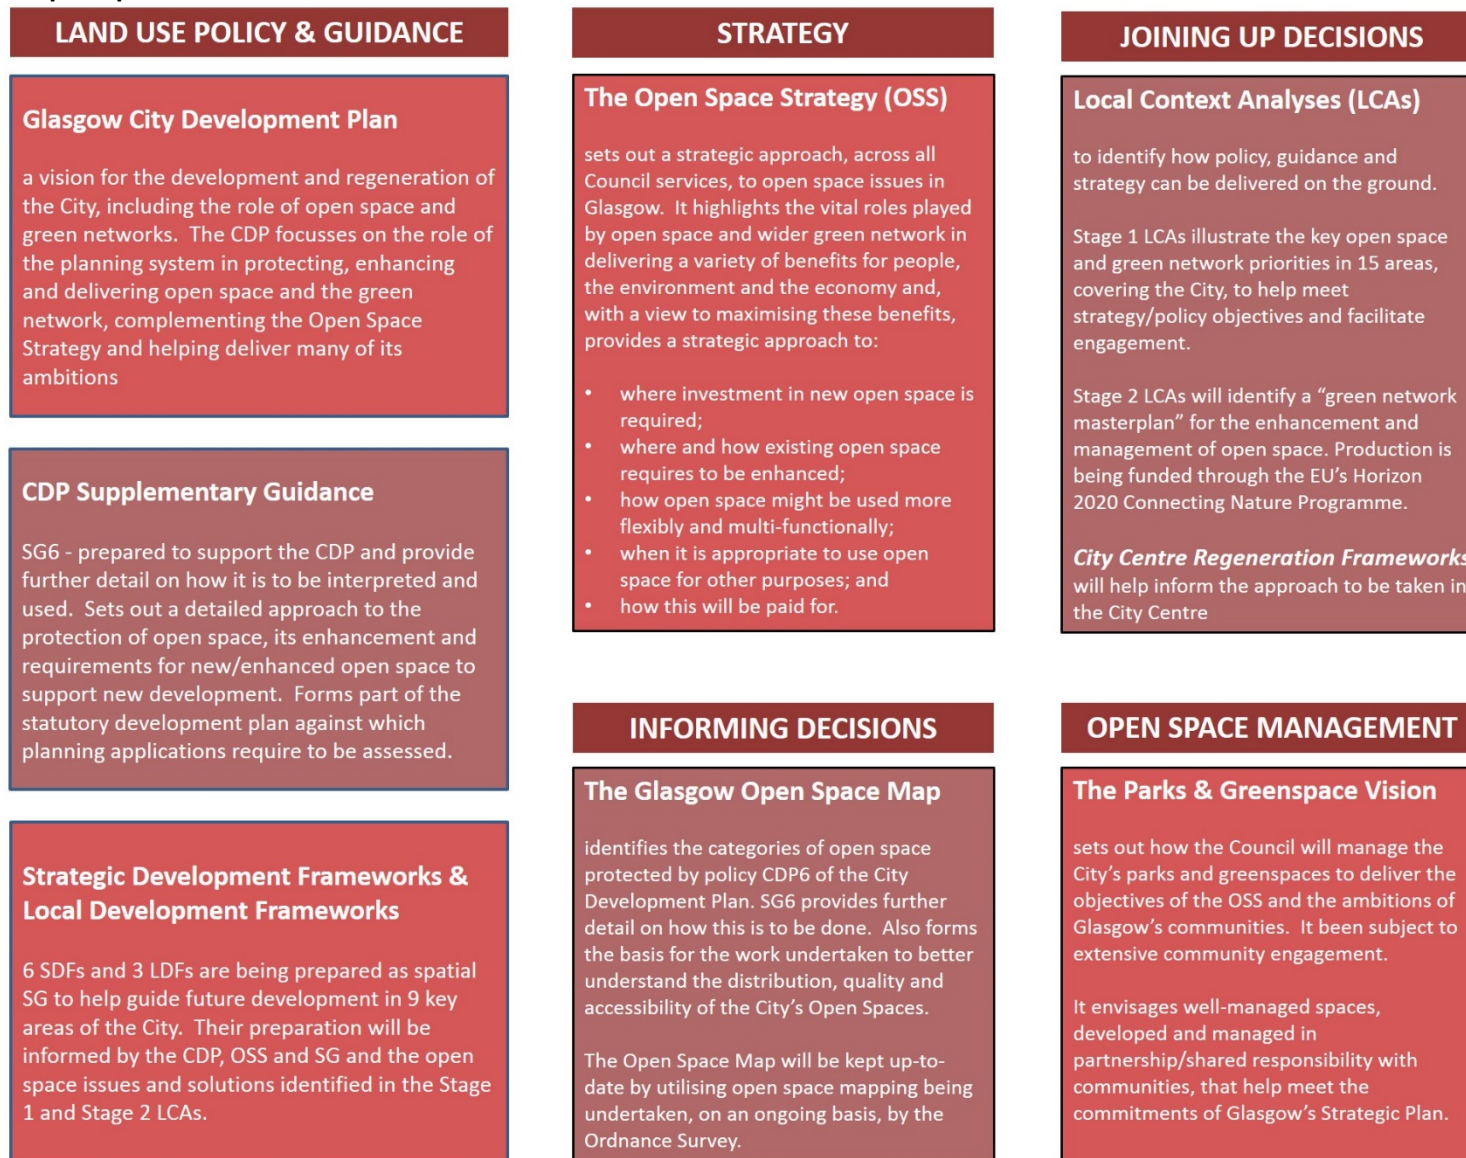 LAND USE POLICY & GUIDANCE
Glasgow City Development Plan
a vision for the development and regeneration of
the City, including the role of open space and
green networks.  The CDP focusses on the role of
the planning system in protecting, enhancing
and delivering open space and the green
network, complementing the Open Space
Strategy and helping deliver many of its
ambitions
CDP Supplementary Guidance
SG6 - prepared to support the CDP and provide
further detail on how it is to be interpreted and
used.  Sets out a detailed approach to the
protection of open space, its enhancement and
requirements for new/enhanced open space to
support new development.  Forms part of the
statutory development plan against which
planning applications require to be assessed.
Strategic Development Frameworks &
Local Development Frameworks
6 SDFs and 3 LDFs are being prepared as spatial
SG to help guide future development in 9 key
areas of the City.  Their preparation will be
informed by the CDP, OSS and SG and the open
space issues and solutions identified in the Stage
1 and Stage 2 LCAs.
STRATEGY
The Open Space Strategy (OSS)
sets out a strategic approach, across all
Council services, to open space issues in
Glasgow.  It highlights the vital roles played
by open space and wider green network in
delivering a variety of benefits for people,
the environment and the economy and,
with a view to maximising these benefits,
provides a strategic approach to:
• where investment in new open space is
required;
• where and how existing open space
requires to be enhanced;
• how open space might be used more
flexibly and multi-functionally;
• when it is appropriate to use open
space for other purposes; and
• how this will be paid for.
INFORMING DECISIONS
The Glasgow Open Space Map
identifies the categories of open space
protected by policy CDP6 of the City
Development Plan. SG6 provides further
detail on how this is to be done.  Also forms
the basis for the work undertaken to better
understand the distribution, quality and
accessibility of the City's Open Spaces.
The Open Space Map will be kept up-to-
date by utilising open space mapping being
undertaken, on an ongoing basis, by the
Ordnance Survey.
JOINING UP DECISIONS
Local Context Analyses (LCAs)
to identify how policy, guidance and
strategy can be delivered on the ground.
Stage 1 LCAs illustrate the key open space
and green network priorities in 15 areas,
covering the City, to help meet
strategy/policy objectives and facilitate
engagement.
Stage 2 LCAs will identify a "green network
masterplan" for the enhancement and
management of open space. Production is
being funded through the EU's Horizon
2020 Connecting Nature Programme.
City Centre Regeneration Frameworks
will help inform the approach to be taken in
the City Centre
OPEN SPACE MANAGEMENT
The Parks & Greenspace Vision
sets out how the Council will manage the
City's parks and greenspaces to deliver the
objectives of the OSS and the ambitions of
Glasgow's communities.  It been subject to
extensive community engagement.
It envisages well-managed spaces,
developed and managed in
partnership/shared responsibility with
communities, that help meet the
commitments of Glasgow's Strategic Plan.